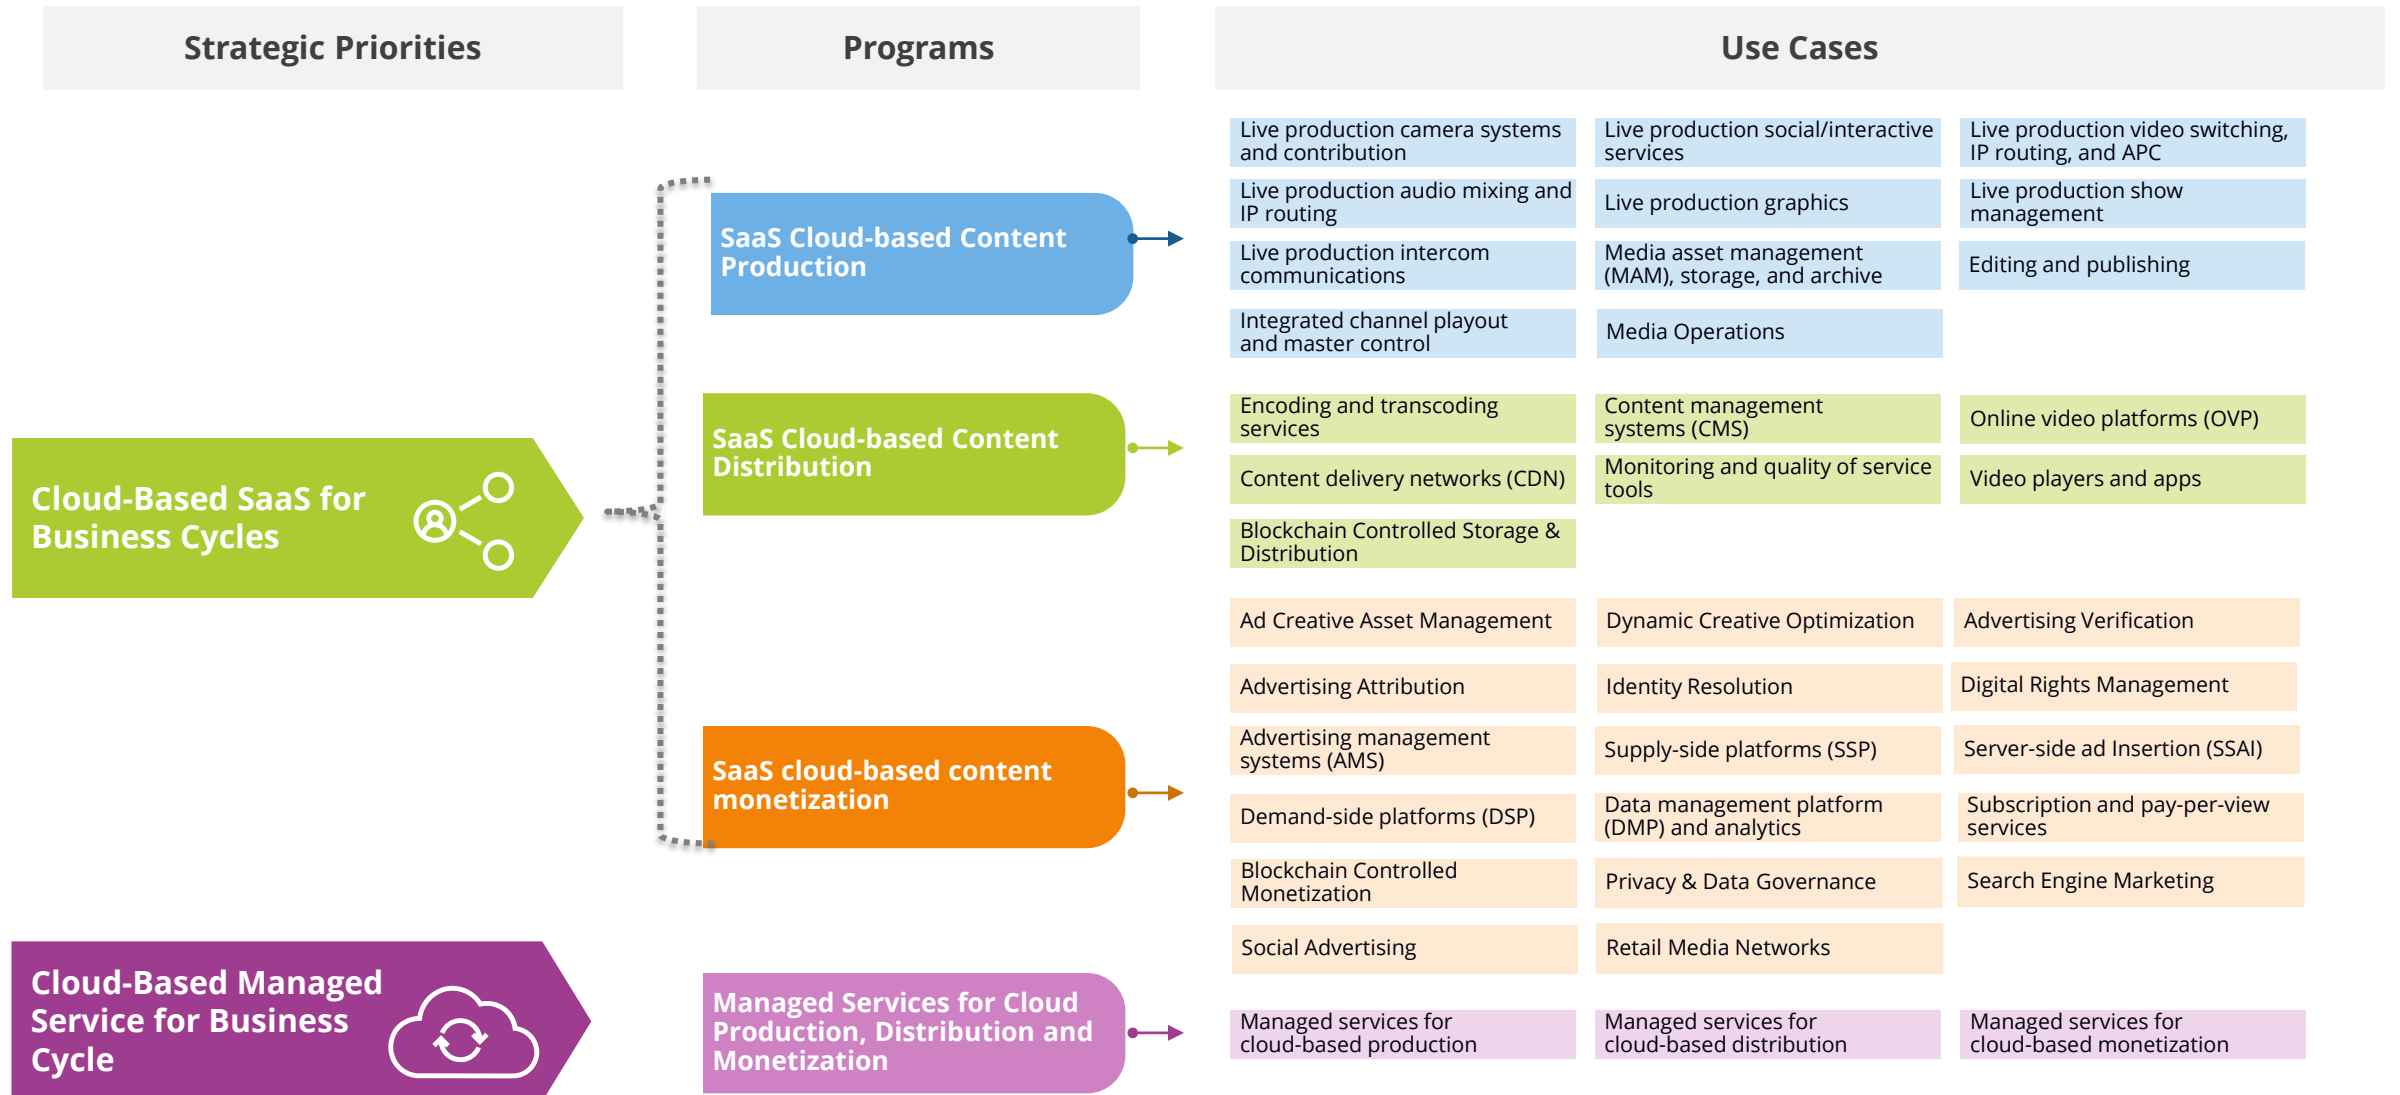 Strategic Priorities
Programs
Use Cases
Cloud-Based SaaS for
Business Cycles
SaaS Cloud-based Content
Production
Live production camera systems
and contribution
Live production social/interactive
services
Live production video switching,
IP routing, and APC
Live production audio mixing and
IP routing
Live production graphics
Live production show
management
Live production intercom
communications
Media asset management
(MAM), storage, and archive
Editing and publishing
Integrated channel playout
and master control
Media Operations
SaaS Cloud-based Content
Distribution
Encoding and transcoding
services
Content management
systems (CMS)
Online video platforms (OVP)
Content delivery networks (CDN)
Monitoring and quality of service
tools
Video players and apps
Blockchain Controlled Storage &
Distribution
SaaS cloud-based content
monetization
Ad Creative Asset Management
Dynamic Creative Optimization
Advertising Verification
Advertising Attribution
Identity Resolution
Digital Rights Management
Advertising management
systems (AMS)
Supply-side platforms (SSP)
Server-side ad Insertion (SSAI)
Demand-side platforms (DSP)
Data management platform
(DMP) and analytics
Subscription and pay-per-view
services
Blockchain Controlled
Monetization
Privacy & Data Governance
Search Engine Marketing
Social Advertising
Retail Media Networks
Cloud-Based Managed
Service for Business
Cycle
Managed Services for Cloud
Production, Distribution and
Monetization
Managed services for
cloud-based production
Managed services for
cloud-based distribution
Managed services for
cloud-based monetization